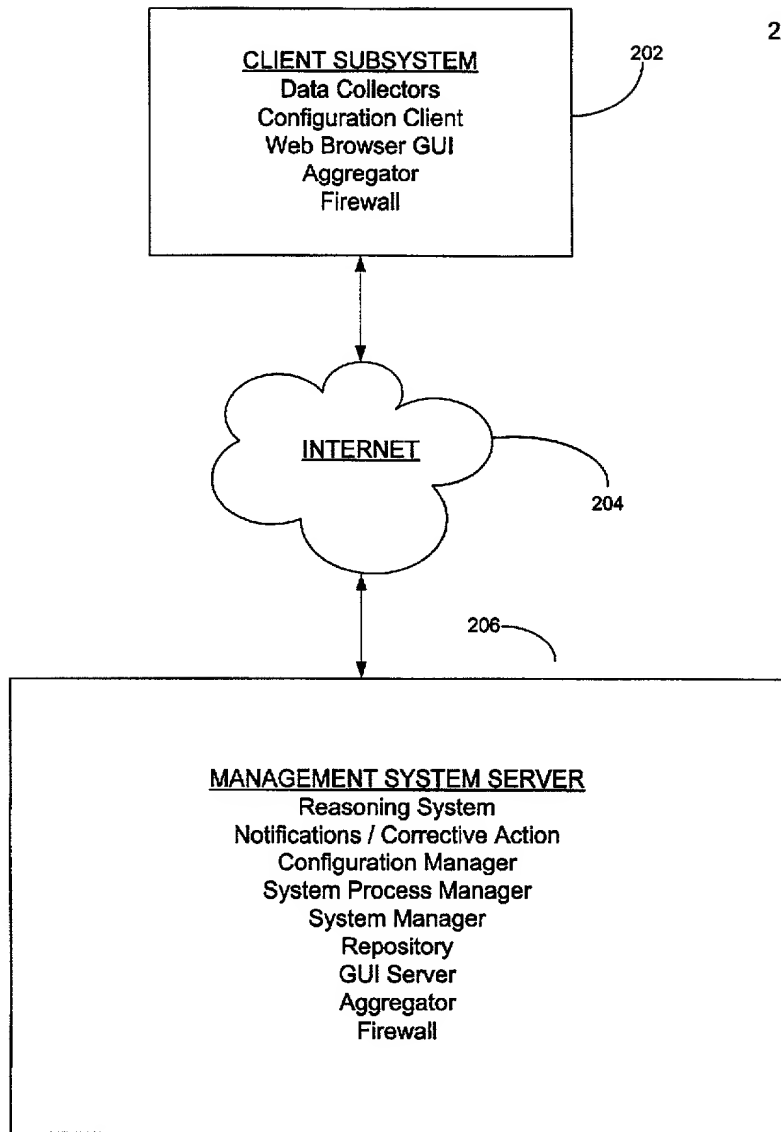 2
CLIENT SUBSYSTEM
202
Data Collectors
Configuration Client
Web Browser GUI
Aggregator
Firewall
INTERNET
204
206
MANAGEMENT SYSTEM SERVER
Reasoning System
Notifications / Corrective Action
Configuration Manager
System Process Manager
System Manager
Repository
GUI Server
Aggregator
Firewall